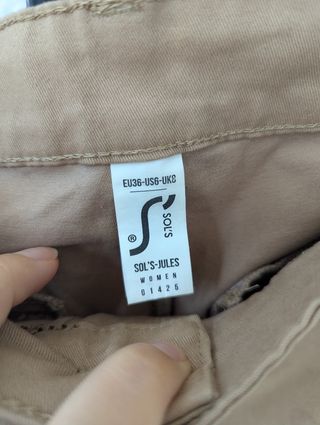 EU36-US6-UK8
S'
SOL'S
®
SOL'S-JULES
WOMEN
01425